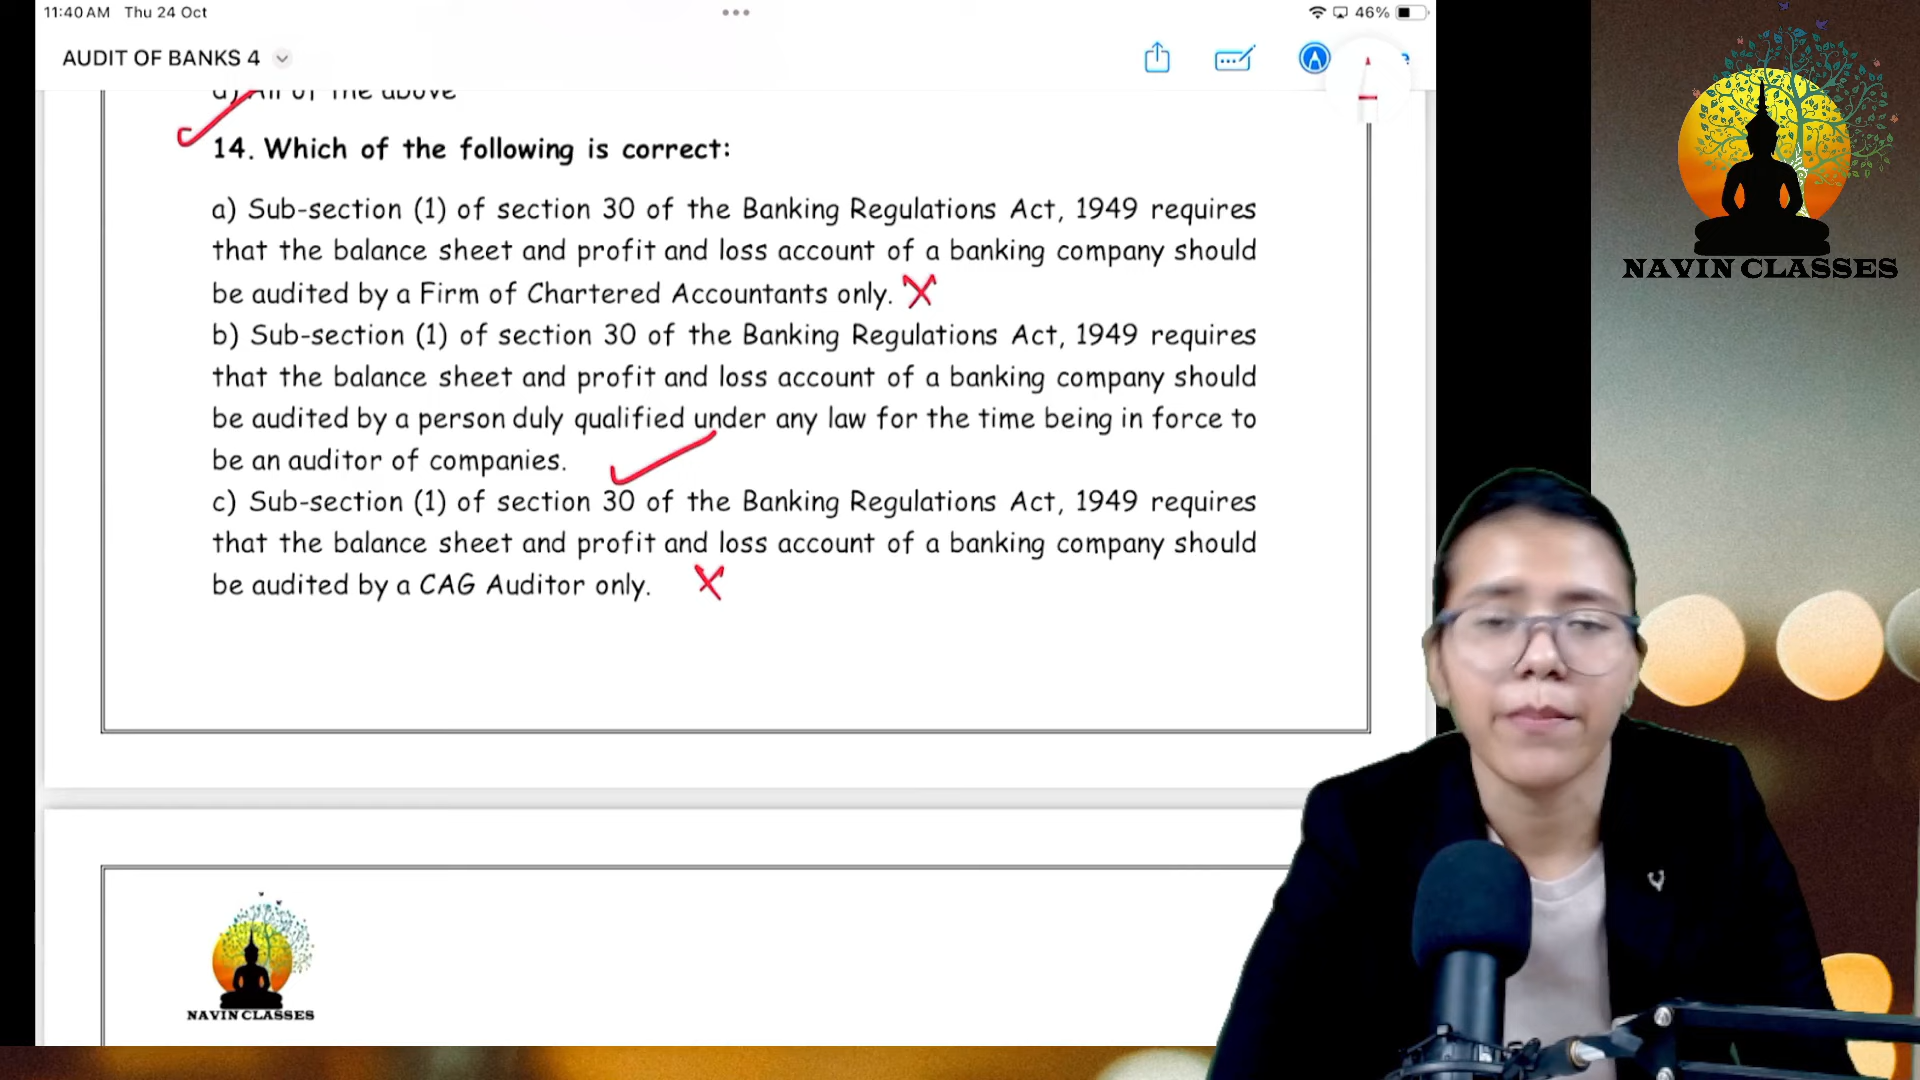 11:40 AM Thu 24 Oct
46%
AUDIT OF BANKS 4
d) All of the above
14. Which of the following is correct:
a) Sub-section (1) of section 30 of the Banking Regulations Act, 1949 requires
that the balance sheet and profit and loss account of a banking company should
be audited by a Firm of Chartered Accountants only.
b) Sub-section (1) of section 30 of the Banking Regulations Act, 1949 requires
that the balance sheet and profit and loss account of a banking company should
be audited by a person duly qualified under any law for the time being in force to
be an auditor of companies.
c) Sub-section (1) of section 30 of the Banking Regulations Act, 1949 requires
that the balance sheet and profit and loss account of a banking company should
be audited by a CAG Auditor only.
NAVIN CLASSES
NAVIN CLASSES